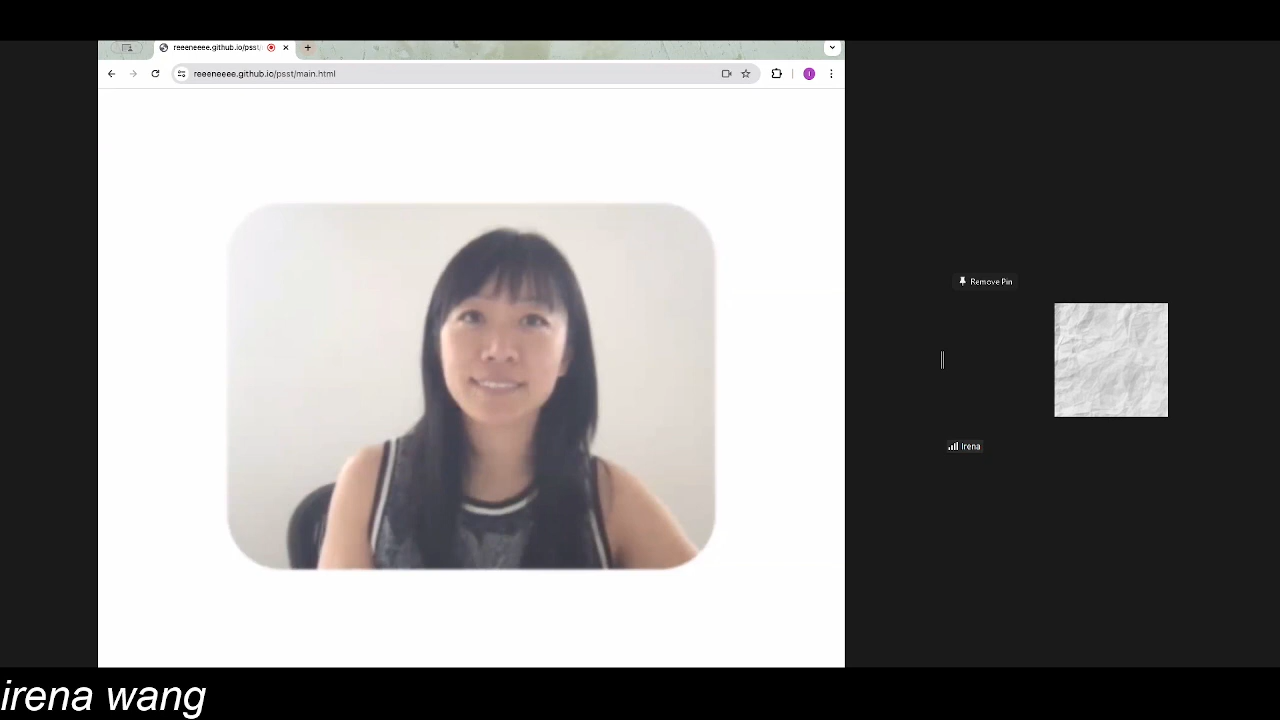 reeeneeee.github.io/psst/
reeeneeee.github.io/psst/main.html
I
Remove Pin
Irena
irena wang